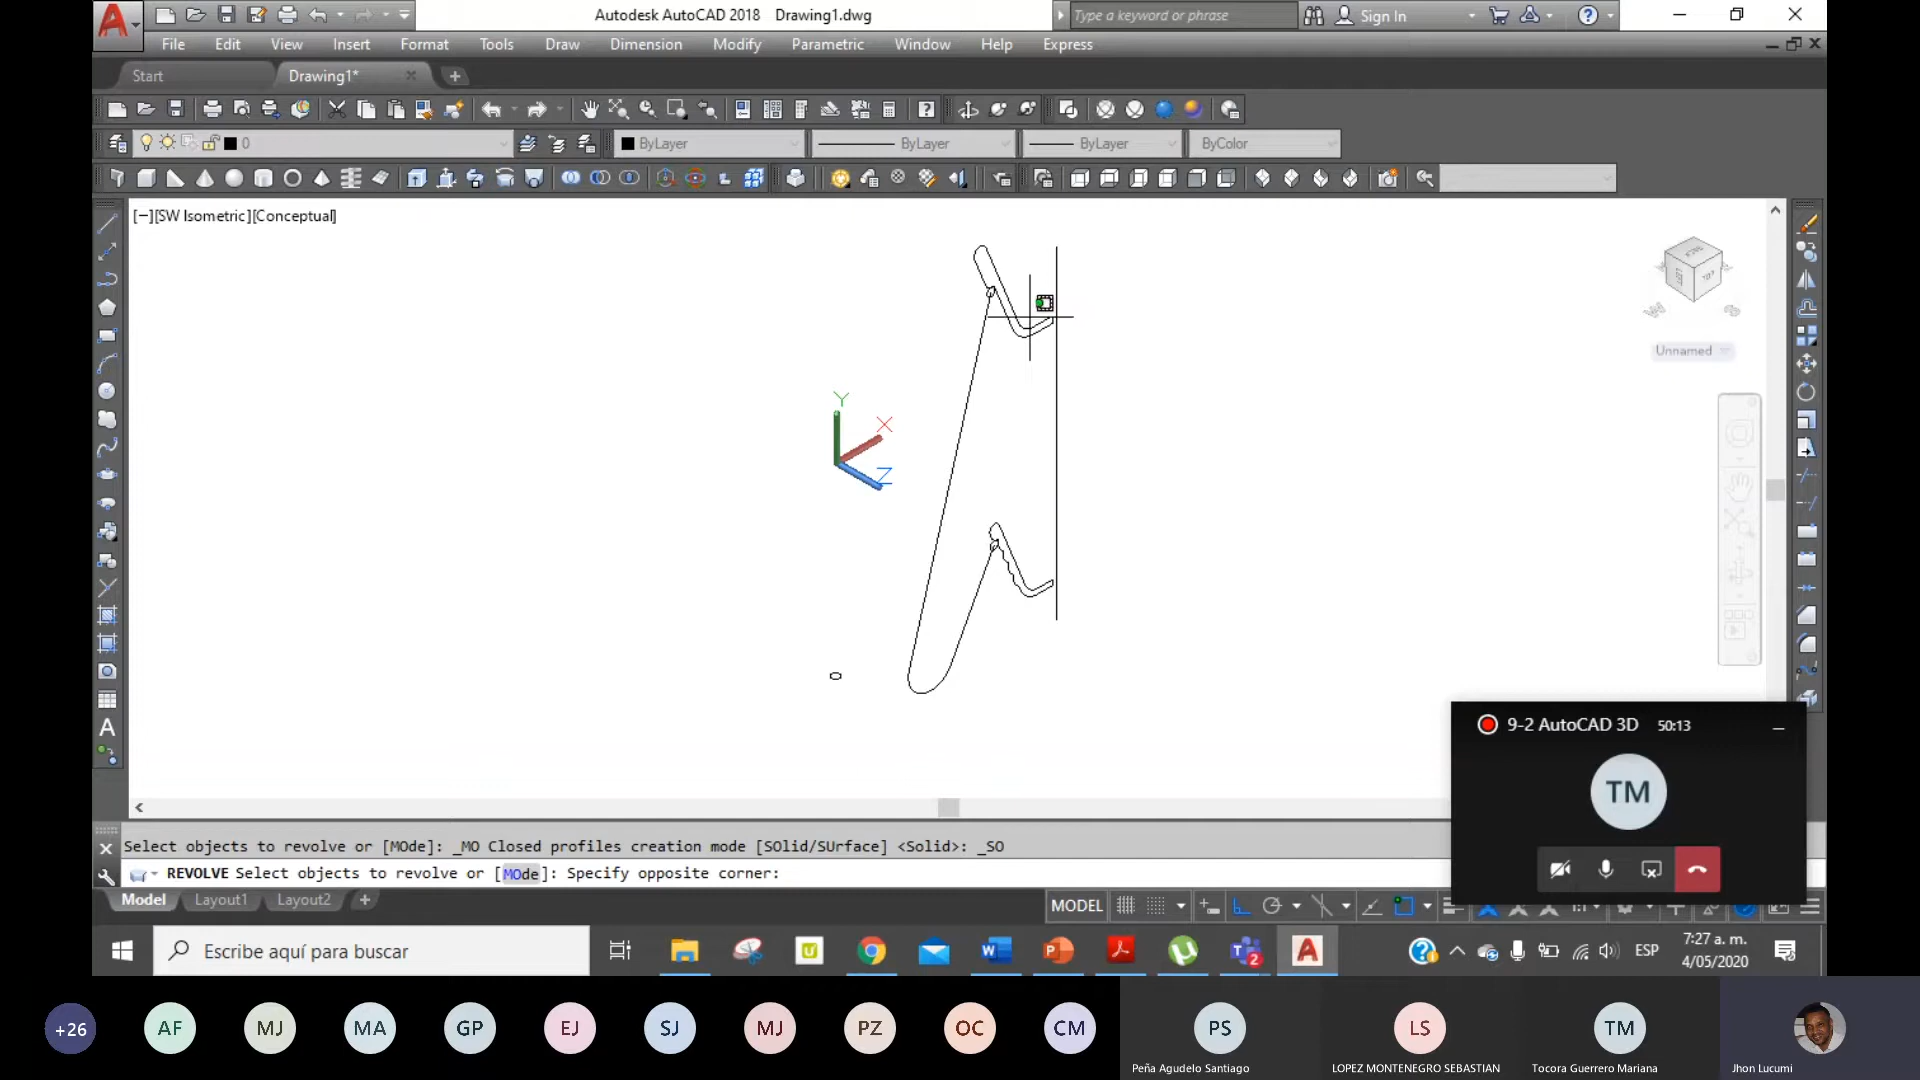 Autodesk AutoCAD 2018 Drawing1.dwg
Type a keyword or phrase
Sign In
File Edit View Insert Format Tools Draw Dimension Modify Parametric Window Help Express
Start Drawing1*
0 ByLayer ByLayer ByLayer ByColor
[−][SW Isometric][Conceptual]
Unnamed
Y
X
Z
9-2 AutoCAD 3D 50:13
TM
A
Select objects to revolve or [MOde]: _MO Closed profiles creation mode [SOlid/SUrface] <Solid>: _SO
REVOLVE Select objects to revolve or [MOde]: Specify opposite corner:
Model Layout1 Layout2
MODEL
Escribe aquí para buscar
2
ESP
7:27 a. m.
4/05/2020
+26 AF MJ MA GP EJ SJ MJ PZ OC CM PS LS TM
Peña Agudelo Santiago LOPEZ MONTENEGRO SEBASTIAN Tocora Guerrero Mariana Jhon Lucumi